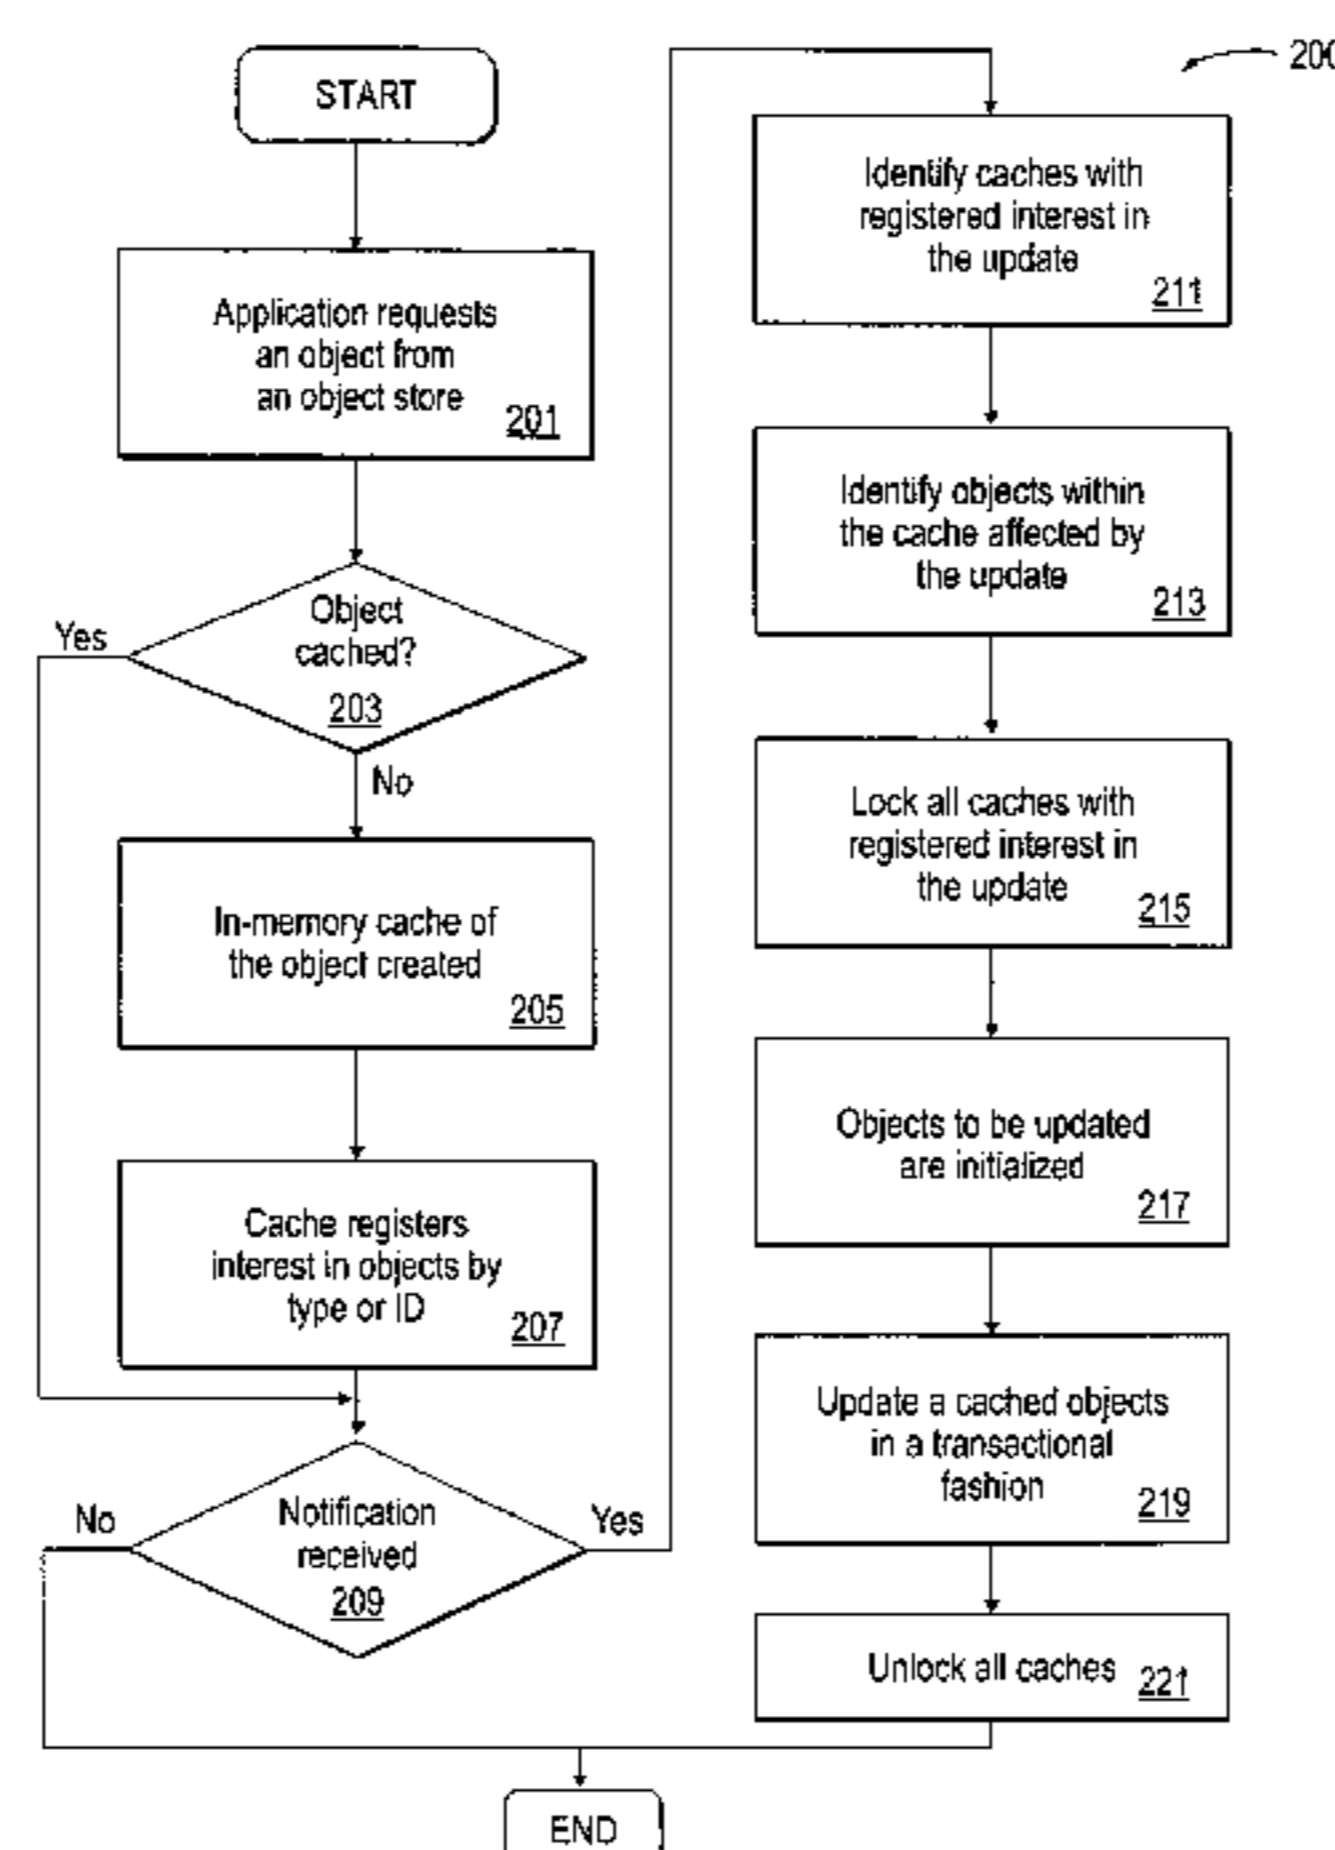 START
Application requests
an object from
an object store
201
Object
cached?
203
Yes
No
In-memory cache of
the object created
205
Cache registers
interest in objects by
type or ID
207
Notification
received
209
No
Yes
200
Identify caches with
registered interest in
the update
211
Identify objects within
the cache affected by
the update
213
Lock all caches with
registered interest in
the update
215
Objects to be updated
are initialized
217
Update a cached objects
in a transactional
fashion
219
Unlock all caches
221
END